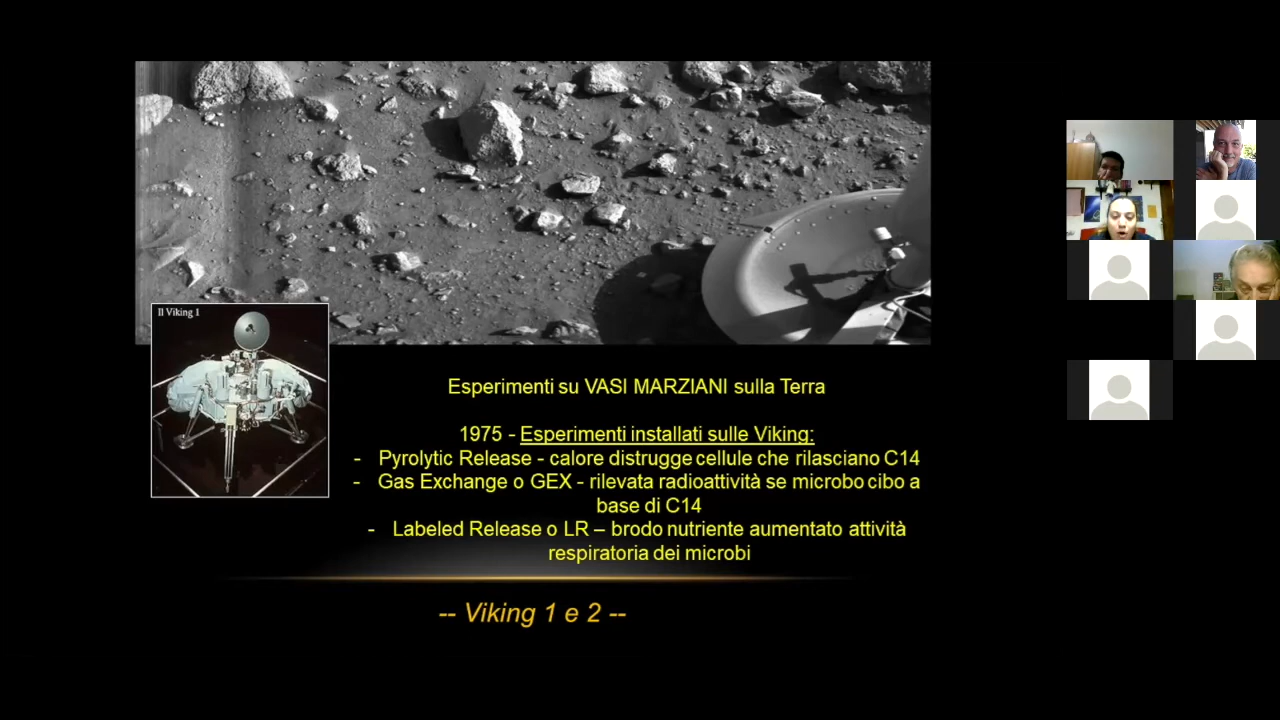 Il Viking 1
Esperimenti su VASI MARZIANI sulla Terra
1975 - Esperimenti installati sulle Viking:
- Pyrolytic Release - calore distrugge cellule che rilasciano C14
- Gas Exchange o GEX - rilevata radioattività se microbo cibo a
base di C14
- Labeled Release o LR – brodo nutriente aumentato attività
respiratoria dei microbi
-- Viking 1 e 2 --